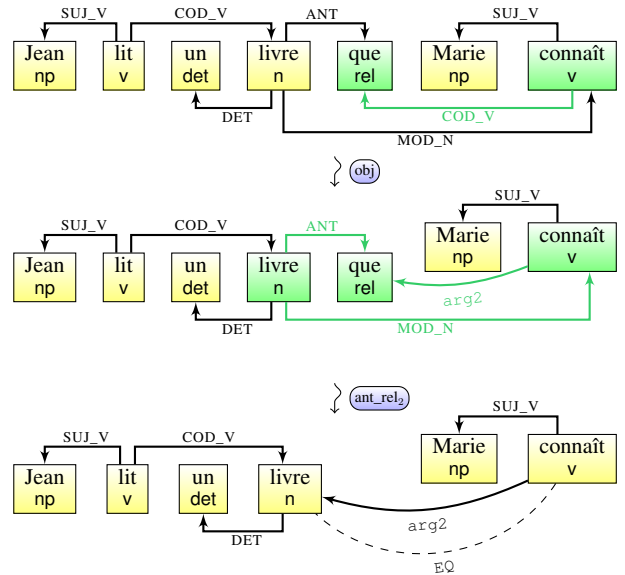 SUJ_V COD_V ANT SUJ_V
Jean lit un livre que Marie connaît
np v det n rel np v
DET COD_V
MOD_N
obj
SUJ_V COD_V ANT SUJ_V
Marie connaît
np v
Jean lit un livre que
np v det n rel
arg2
DET MOD_N
ant_rel₂
SUJ_V COD_V SUJ_V
Marie connaît
np v
Jean lit un livre
np v det n
arg2
DET
EQ